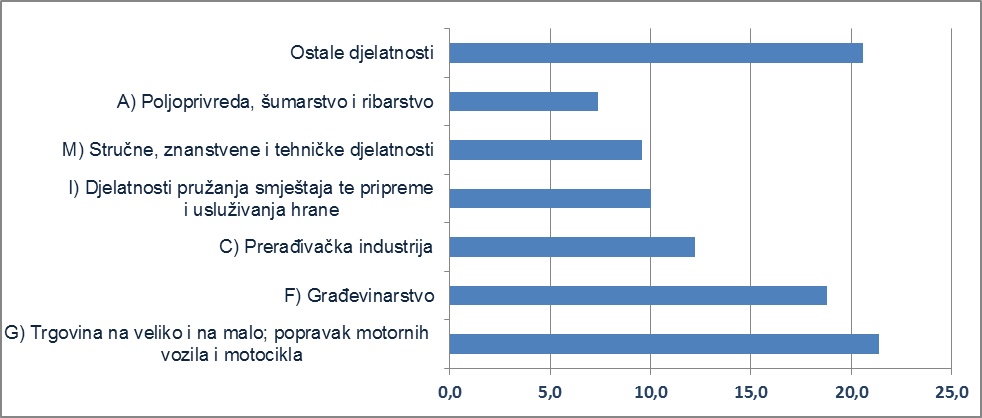 Ostale djelatnosti
A) Poljoprivreda, šumarstvo i ribarstvo
M) Stručne, znanstvene i tehničke djelatnosti
I) Djelatnosti pružanja smještaja te pripreme
i usluživanja hrane
C) Prerađivačka industrija
F) Građevinarstvo
G) Trgovina na veliko i na malo; popravak motornih
vozila i motocikla
0,0 5,0 10,0 15,0 20,0 25,0